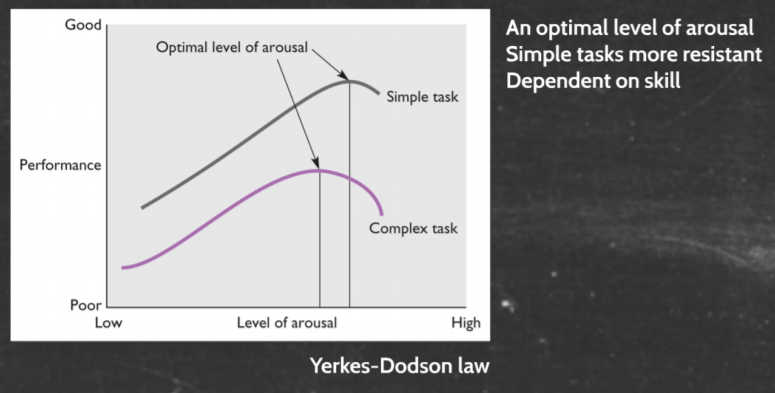 Good
Optimal level of arousal
Simple task
Performance
Complex task
Poor
Low
Level of arousal
High
An optimal level of arousal
Simple tasks more resistant
Dependent on skill
Yerkes-Dodson law